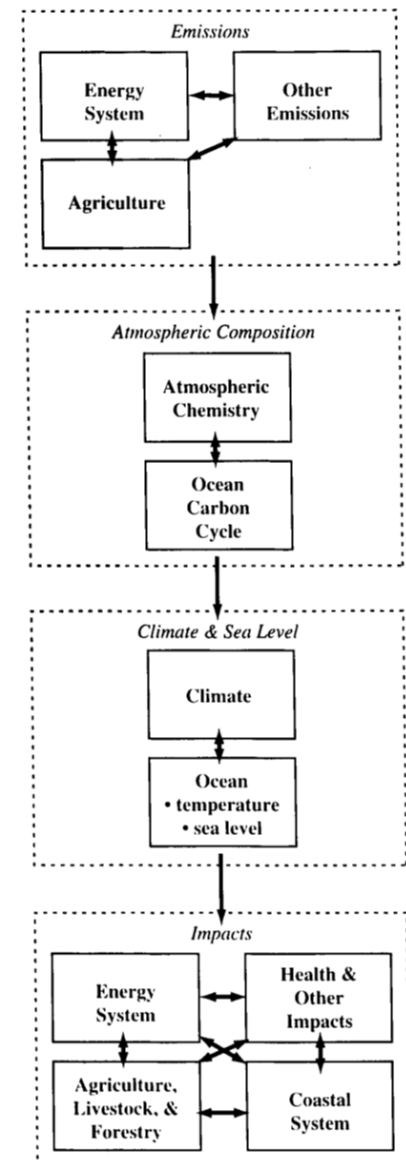 Emissions
Energy
System
Other
Emissions
Agriculture
Atmospheric Composition
Atmospheric
Chemistry
Ocean
Carbon
Cycle
Climate & Sea Level
Climate
Ocean
• temperature
• sea level
Impacts
Energy
System
Health &
Other
Impacts
Agriculture,
Livestock, &
Forestry
Coastal
System